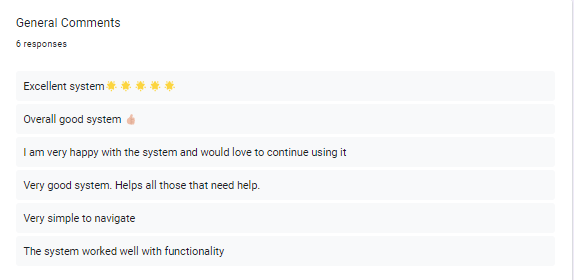 General Comments
6 responses
Excellent system🌟🌟🌟🌟🌟
Overall good system 👍🏼
I am very happy with the system and would love to continue using it
Very good system. Helps all those that need help.
Very simple to navigate
The system worked well with functionality